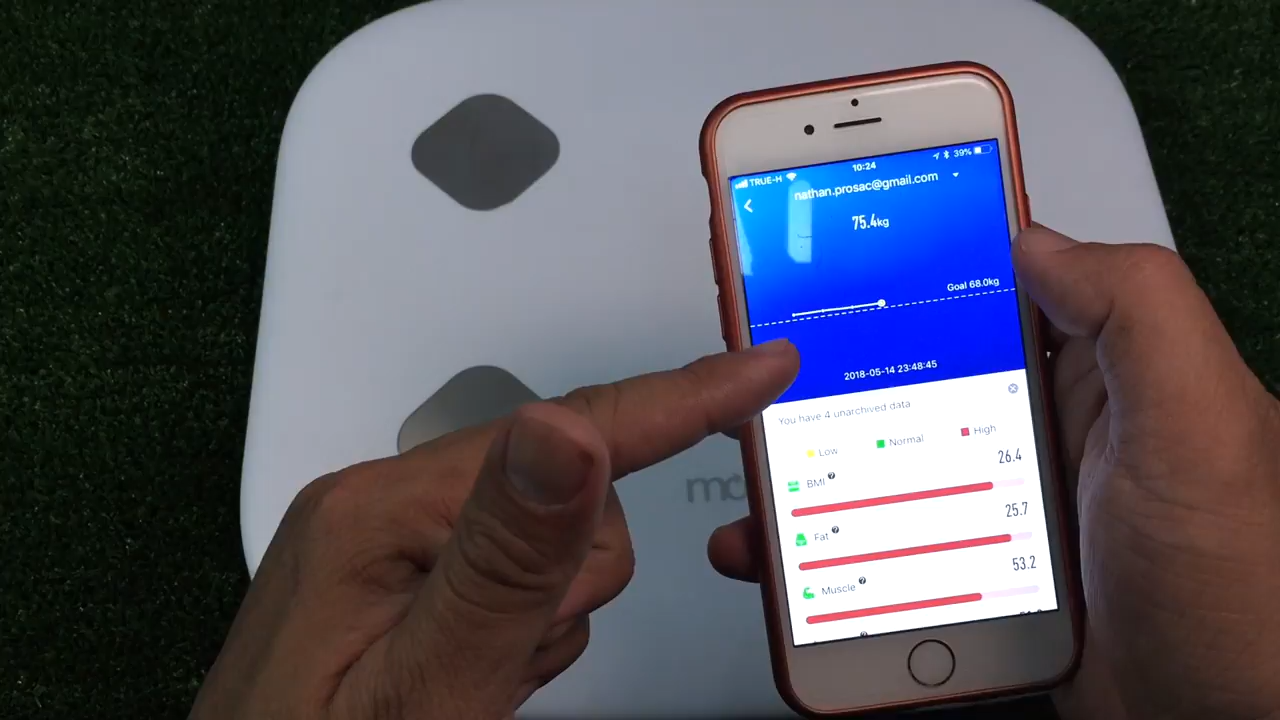 TRUE-H 10:24 39%
nathan.prosac@gmail.com
75.4kg
Goal 68.0kg
2018-05-14 23:48:45
You have 4 unarchived data
Low Normal High
BMI ? 26.4
Fat ? 25.7
Muscle ? 53.2